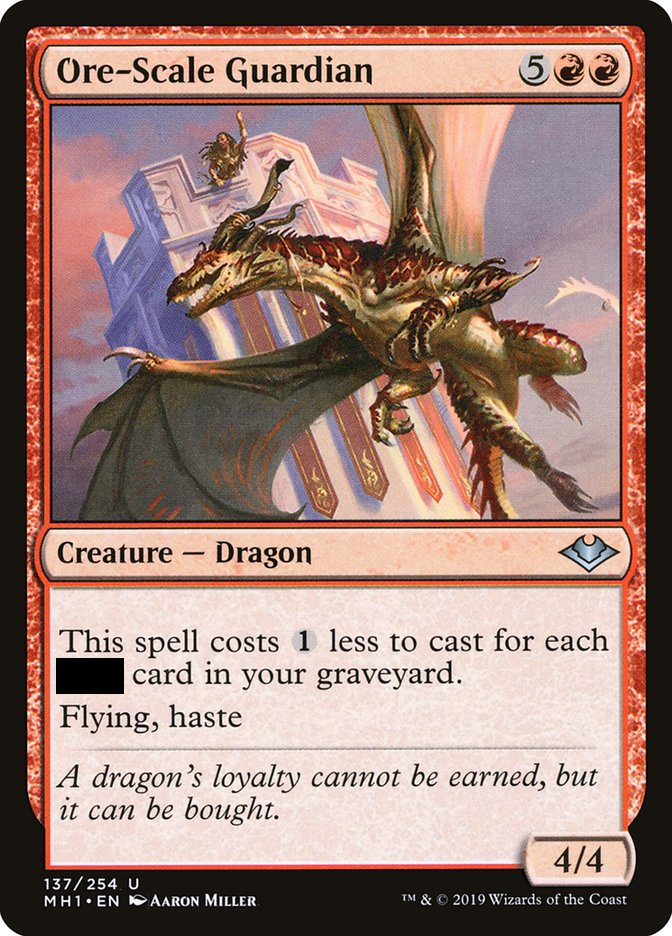 Ore-Scale Guardian 5
Creature — Dragon
This spell costs 1 less to cast for each
card in your graveyard.
Flying, haste
A dragon's loyalty cannot be earned, but
it can be bought.
4/4
137/254 U
MH1 • EN Aaron Miller
™ & © 2019 Wizards of the Coast